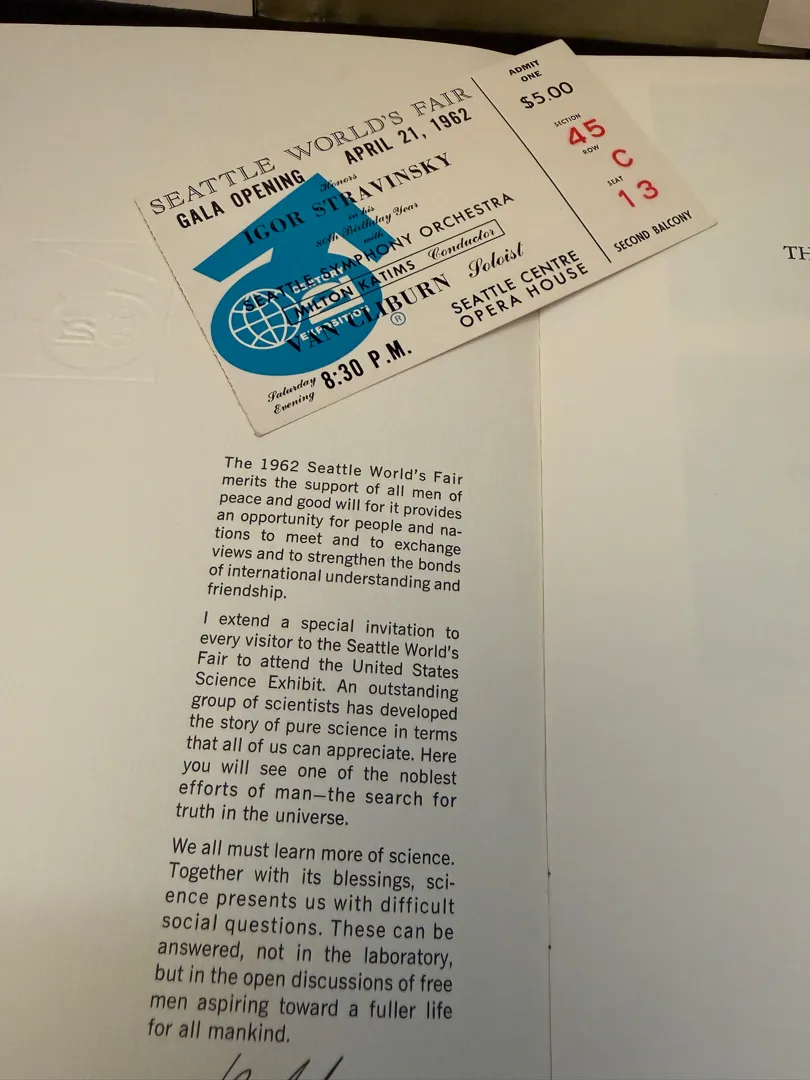 SEATTLE WORLD'S FAIR
GALA OPENING APRIL 21, 1962
Honors
IGOR STRAVINSKY
in his
80th Birthday Year
with
SEATTLE SYMPHONY ORCHESTRA
MILTON KATIMS Conductor
VAN CLIBURN Soloist
CENTURY 21
EXPOSITION
®
Saturday
Evening
8:30 P.M.
SEATTLE CENTRE
OPERA HOUSE
ADMIT
ONE
$5.00
SECTION
45
ROW
C
SEAT
13
SECOND BALCONY
TH
The 1962 Seattle World's Fair
merits the support of all men of
peace and good will for it provides
an opportunity for people and na-
tions to meet and to exchange
views and to strengthen the bonds
of international understanding and
friendship.
I extend a special invitation to
every visitor to the Seattle World's
Fair to attend the United States
Science Exhibit. An outstanding
group of scientists has developed
the story of pure science in terms
that all of us can appreciate. Here
you will see one of the noblest
efforts of man—the search for
truth in the universe.
We all must learn more of science.
Together with its blessings, sci-
ence presents us with difficult
social questions. These can be
answered, not in the laboratory,
but in the open discussions of free
men aspiring toward a fuller life
for all mankind.